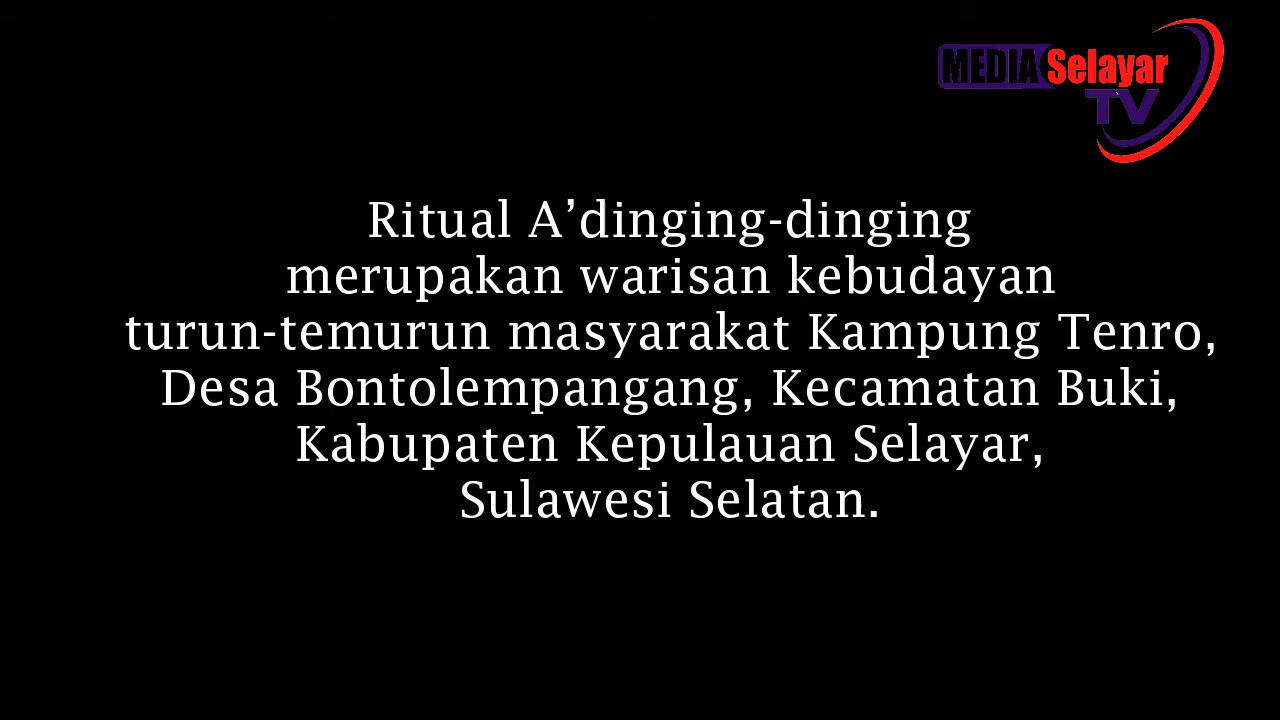 MEDIA Selayar
TV
Ritual A’dinging-dinging
merupakan warisan kebudayan
turun-temurun masyarakat Kampung Tenro,
Desa Bontolempangang, Kecamatan Buki,
Kabupaten Kepulauan Selayar,
Sulawesi Selatan.